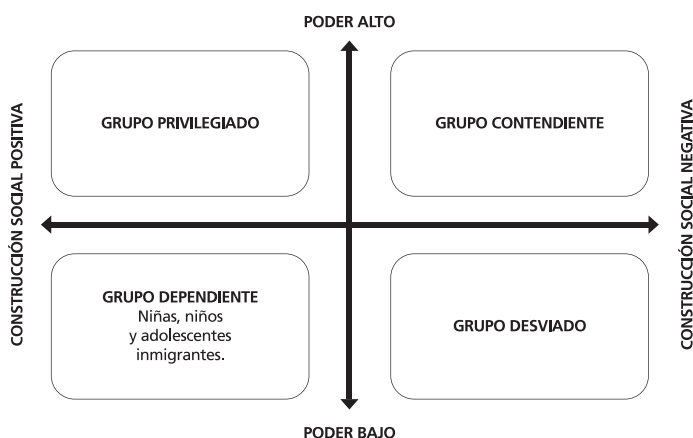 PODER ALTO
GRUPO PRIVILEGIADO
GRUPO CONTENDIENTE
CONSTRUCCIÓN SOCIAL POSITIVA
CONSTRUCCIÓN SOCIAL NEGATIVA
GRUPO DEPENDIENTE
Niñas, niños
y adolescentes
inmigrantes.
GRUPO DESVIADO
PODER BAJO